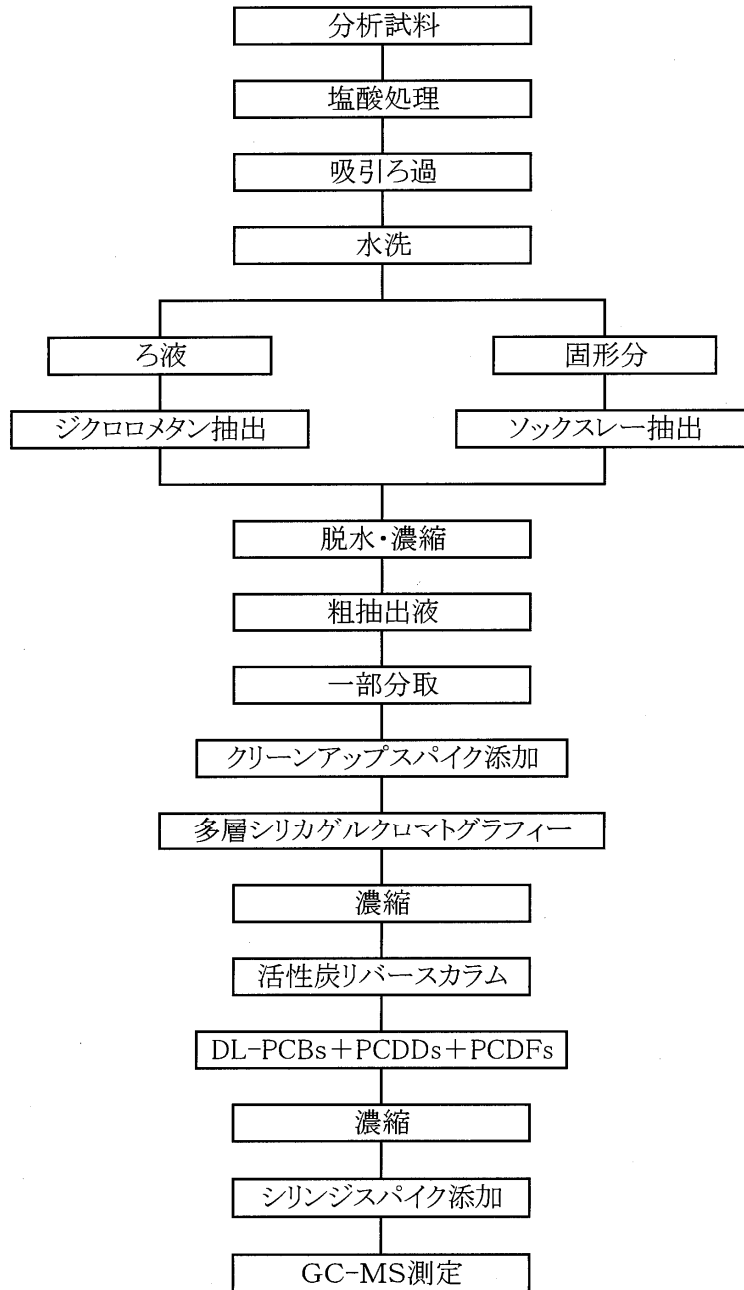 分析試料
塩酸処理
吸引ろ過
水洗
ろ液
固形分
ジクロロメタン抽出
ソックスレー抽出
脱水・濃縮
粗抽出液
一部分取
クリーンアップスパイク添加
多層シリカゲルクロマトグラフィー
濃縮
活性炭リバースカラム
DL-PCBs+PCDDs+PCDFs
濃縮
シリンジスパイク添加
GC-MS測定